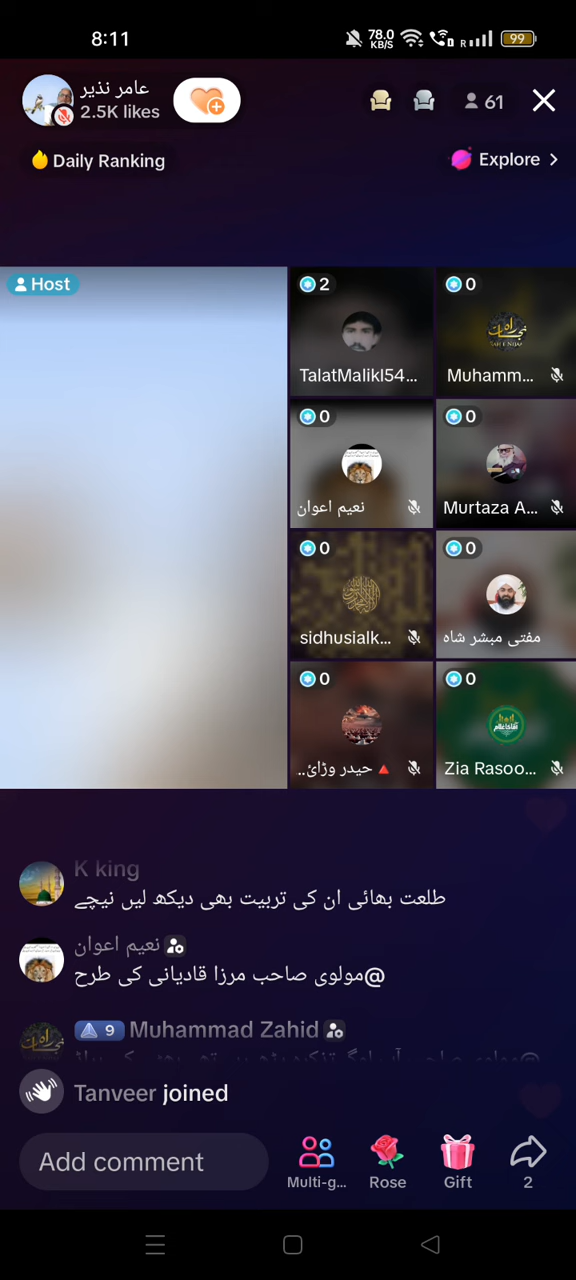 8:11
78.0
KB/S
R
99
عامر نذیر
2.5K likes
61
Daily Ranking
Explore >
Host
2
TalatMalikI54...
0
Muhamm...
0
نعیم اعوان
0
Murtaza A...
0
sidhusialk...
0
مفتی مبشر شاہ
0
حیدر وڑائ..
0
Zia Rasoo...
K king
طلعت بھائی ان کی تربیت بھی دیکھ لیں نیچے
نعیم اعوان
@مولوی صاحب مرزا قادیانی کی طرح
9 Muhammad Zahid
Tanveer joined
Add comment
Multi-g...
Rose
Gift
2